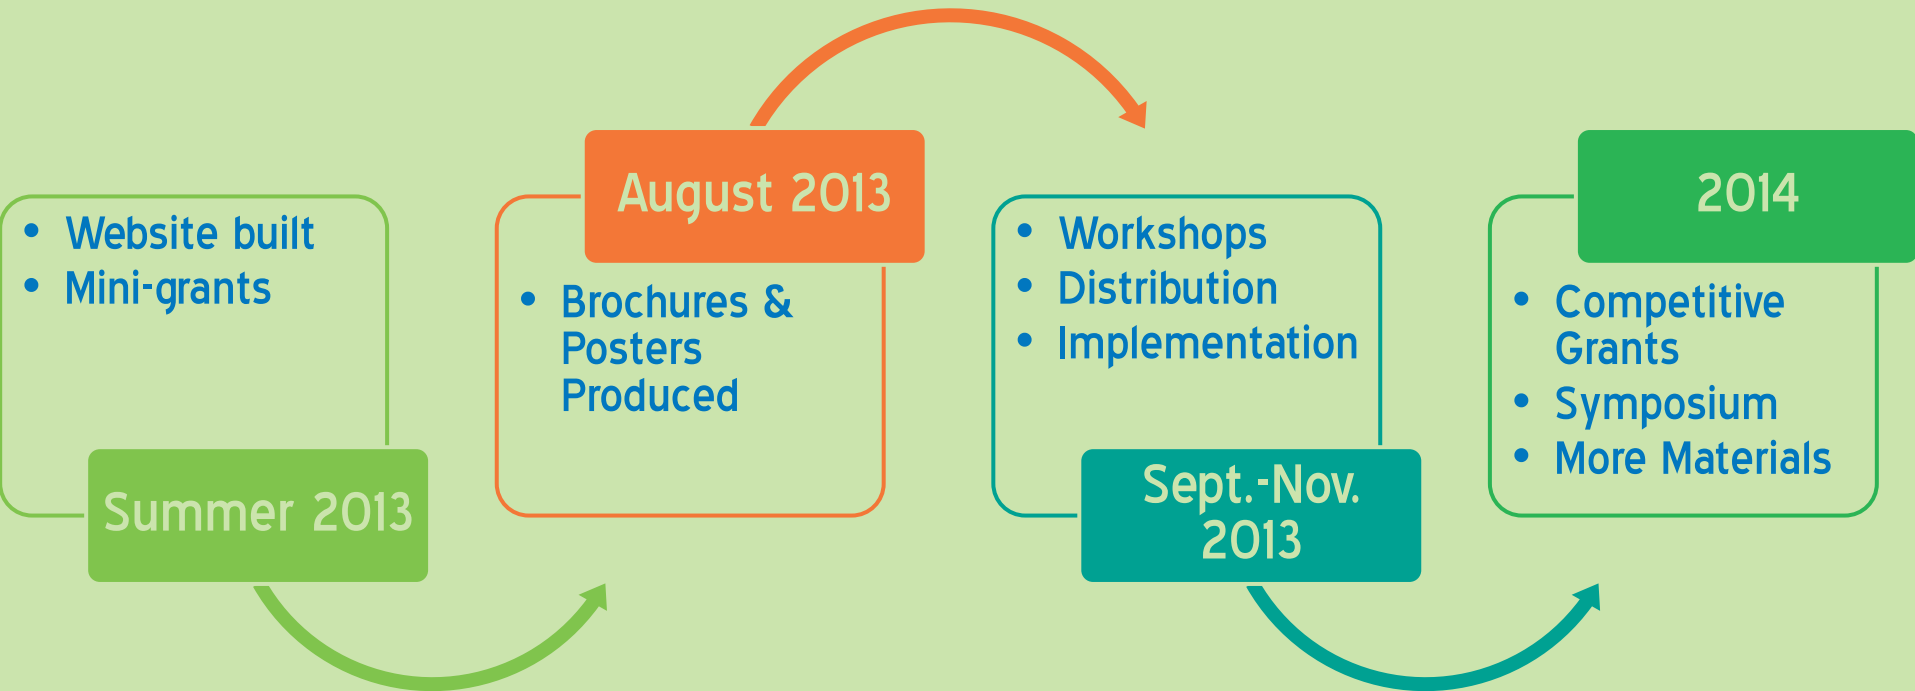 • Website built
• Mini-grants
Summer 2013
August 2013
• Brochures &
Posters
Produced
• Workshops
• Distribution
• Implementation
Sept.-Nov.
2013
2014
• Competitive
Grants
• Symposium
• More Materials